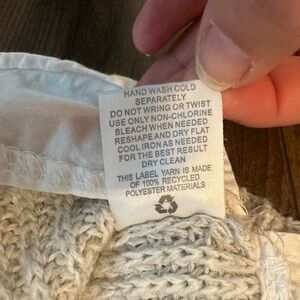 HAND WASH COLD
SEPARATELY
DO NOT WRING OR TWIST
USE ONLY NON-CHLORINE
BLEACH WHEN NEEDED
RESHAPE AND DRY FLAT
COOL IRON AS NEEDED
FOR THE BEST RESULT
DRY CLEAN
THIS LABEL YARN IS MADE
OF 100% RECYCLED
POLYESTER MATERIALS